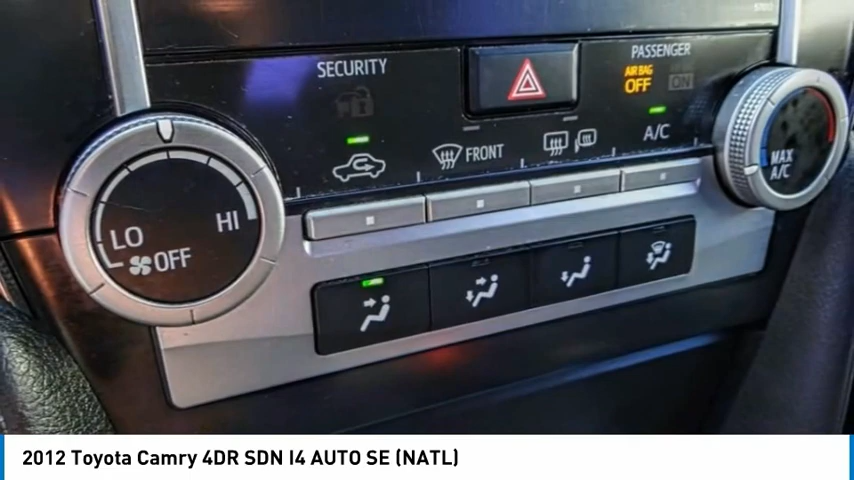 SECURITY
PASSENGER
AIR BAG
OFF ON
FRONT
A/C
LO HI
OFF
MAX
A/C
2012 Toyota Camry 4DR SDN I4 AUTO SE (NATL)